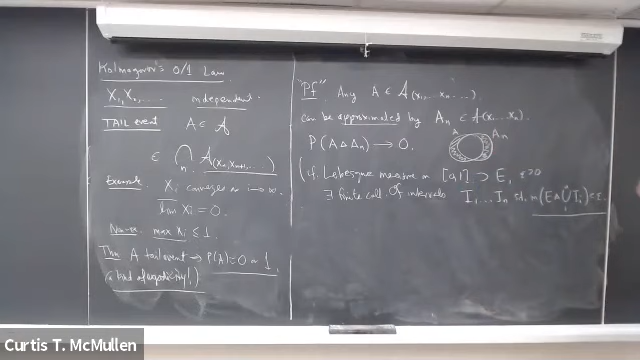 Kolmogorov's 0/1 Law
X₁, X₂, .... independent.
TAIL event A ∈ 𝒜
∈ ⋂ₙ 𝒜(Xₙ, Xₙ₊₁, ...)
Example. Xᵢ converges as i→∞.
lim Xᵢ = 0.
Non-ex. max Xᵢ ≤ 1.
Thm A tail event → P(A) = 0 or 1.
(a kind of ergodicity!)
"Pf" Any A ∈ 𝒜(X₁, ... Xₙ ...)
can be approximated by Aₙ ∈ 𝒜(X₁ ... Xₙ).
P(A△Aₙ) → 0.
A Aₙ
(cf. Lebesgue measure on [0,1] ⊃ E, ε>0
∃ finite coll. of intervals I₁ ... Iₙ st. m(E△⋃₁ⁿ Iᵢ) < ε.
Curtis T. McMullen